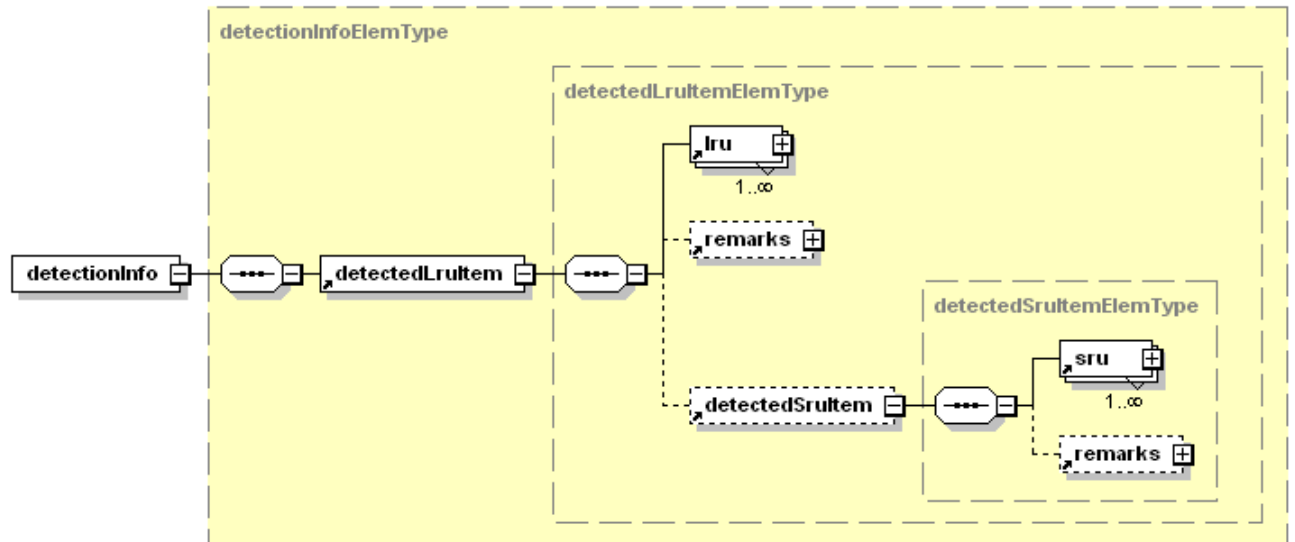 detectionInfoElemType
detectedLruItemElemType
lru
1..∞
remarks
detectionInfo
detectedLruItem
detectedSruItemElemType
sru
1..∞
detectedSruItem
remarks